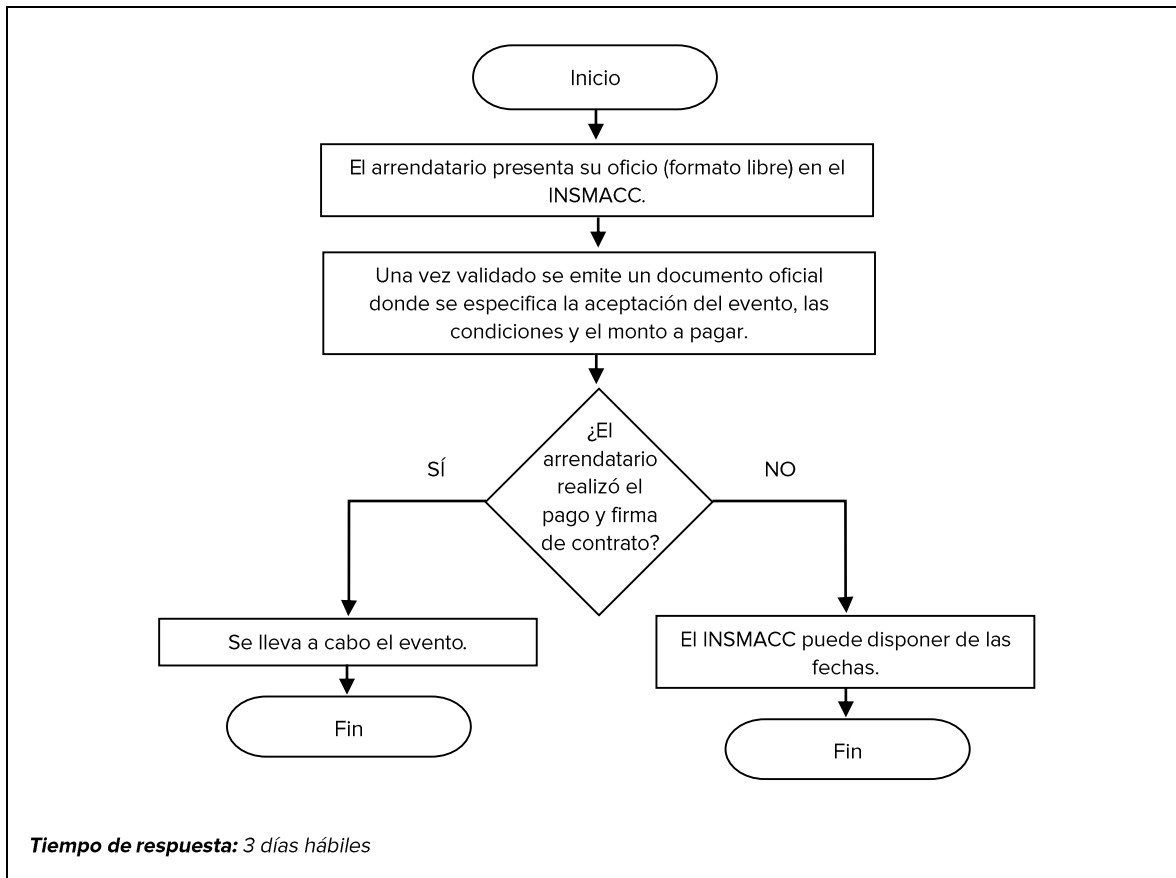 Inicio
El arrendatario presenta su oficio (formato libre) en el
INSMACC.
Una vez validado se emite un documento oficial
donde se especifica la aceptación del evento, las
condiciones y el monto a pagar.
¿El
arrendatario
realizó el
pago y firma
de contrato?
SÍ
NO
Se lleva a cabo el evento.
Fin
El INSMACC puede disponer de las
fechas.
Fin
Tiempo de respuesta: 3 días hábiles